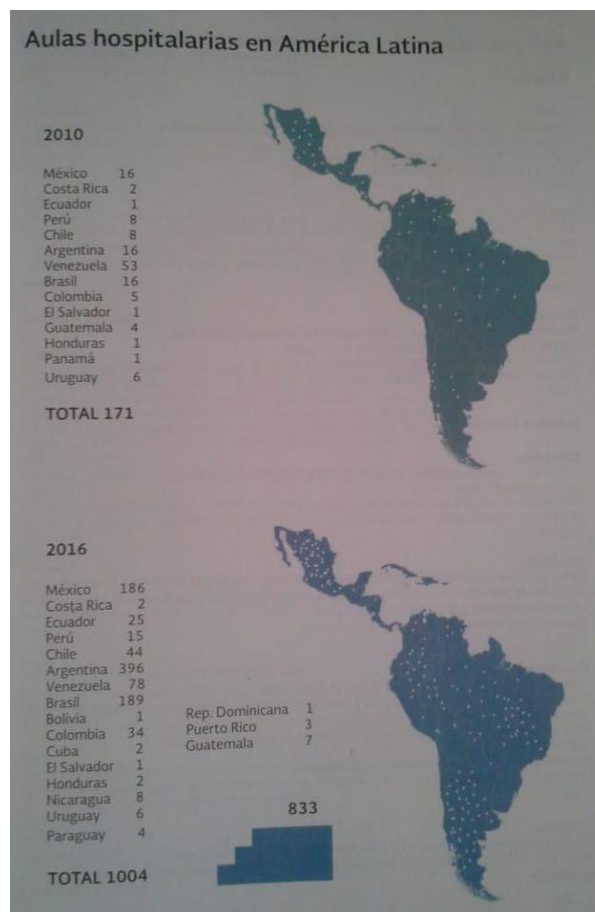 Aulas hospitalarias en América Latina
2010
México 16
Costa Rica 2
Ecuador 1
Perú 8
Chile 8
Argentina 16
Venezuela 53
Brasil 16
Colombia 5
El Salvador 1
Guatemala 4
Honduras 1
Panamá 1
Uruguay 6
TOTAL 171
2016
México 186
Costa Rica 2
Ecuador 25
Perú 15
Chile 44
Argentina 396
Venezuela 78
Brasil 189
Bolivia 1
Colombia 34
Cuba 2
El Salvador 1
Honduras 2
Nicaragua 8
Uruguay 6
Paraguay 4
Rep. Dominicana 1
Puerto Rico 3
Guatemala 7
833
TOTAL 1004